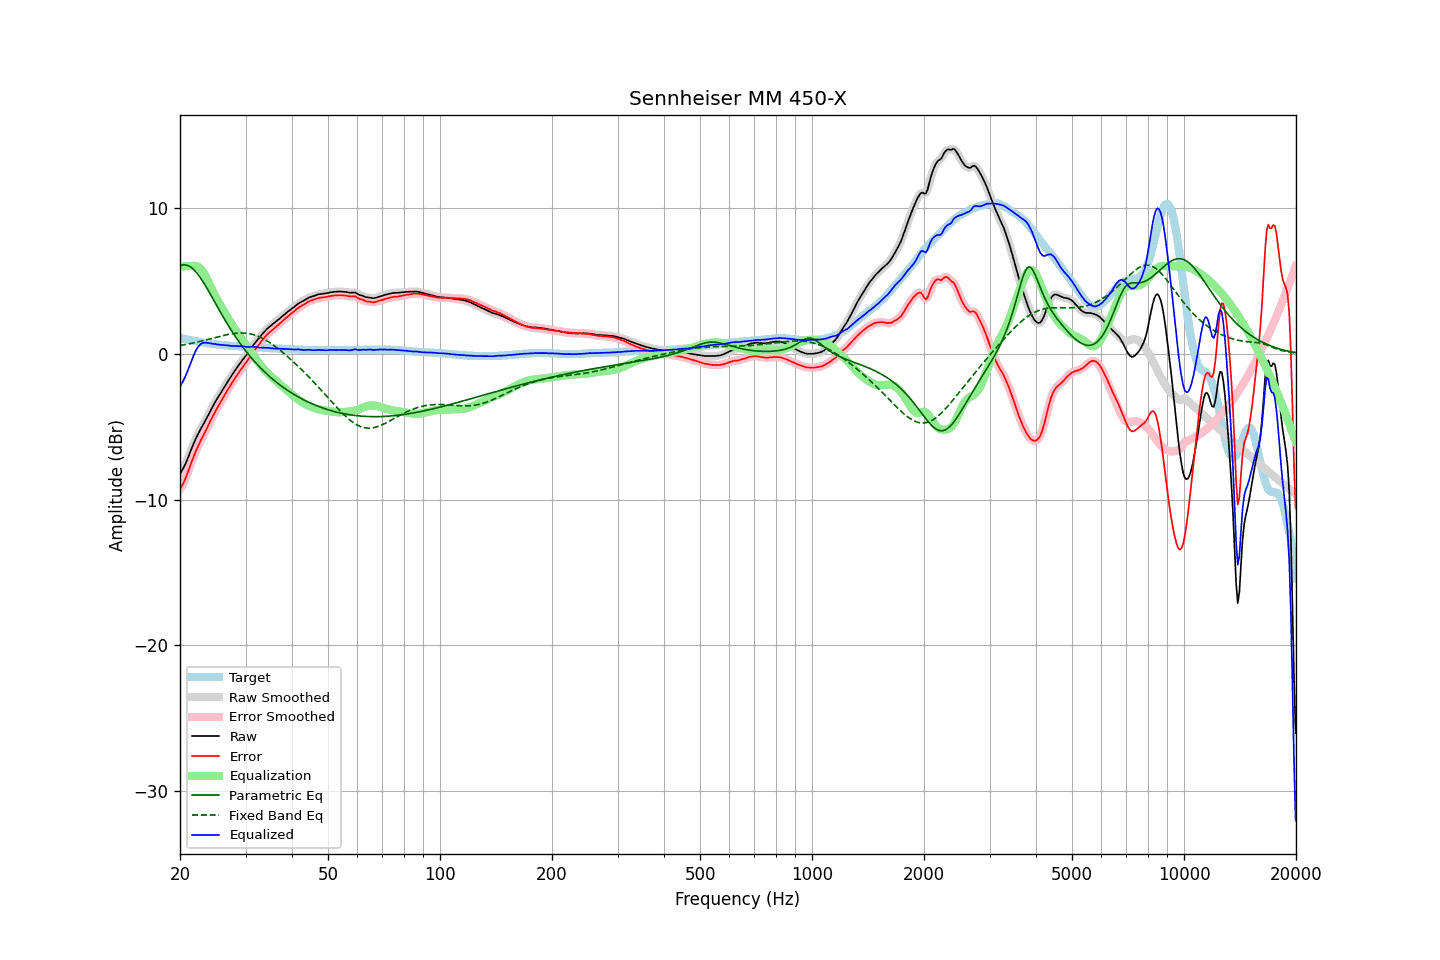 Sennheiser MM 450-X
Amplitude (dBr)
10
0
−10
−20
−30
Target
Raw Smoothed
Error Smoothed
Raw
Error
Equalization
Parametric Eq
Fixed Band Eq
Equalized
20 50 100 200 500 1000 2000 5000 10000 20000
Frequency (Hz)